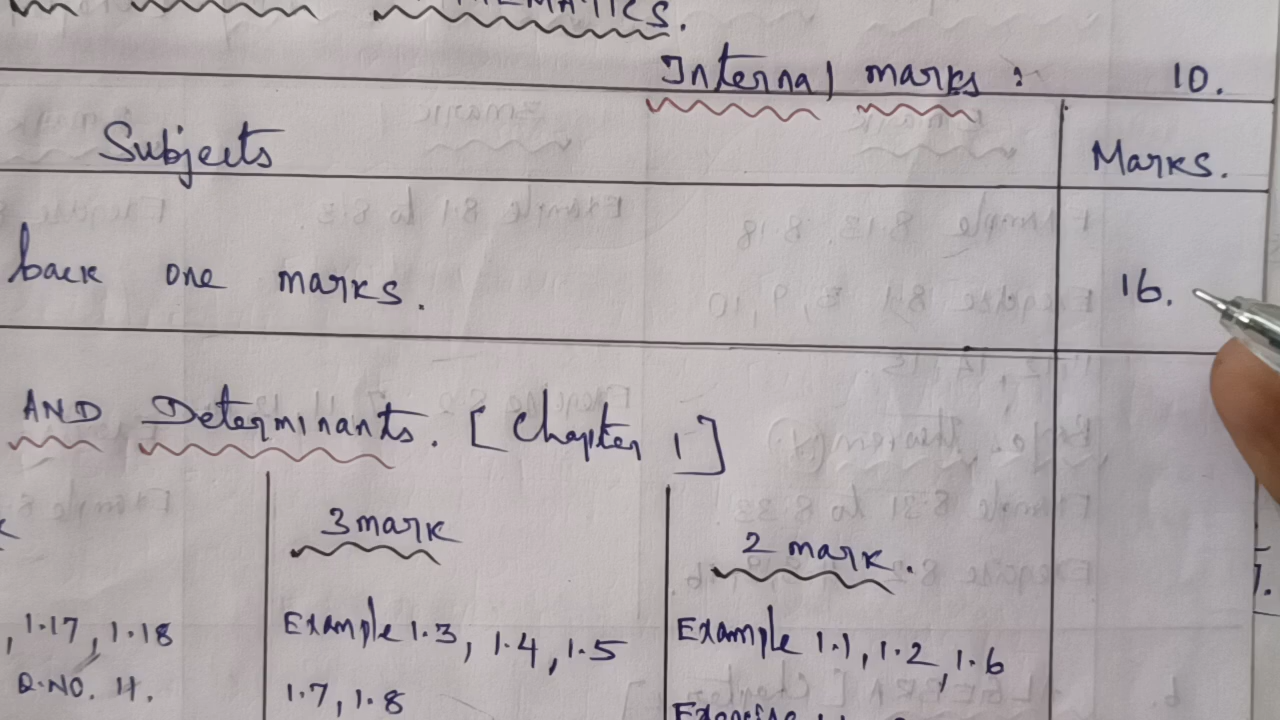 Internal marks : 10.
Subjects Marks.
back one marks. 16.
AND Determinants. [Chapter 1]
3 mark 2 mark.
, 1.17, 1.18 Example 1.3, 1.4, 1.5 Example 1.1, 1.2, 1.6
Q.NO. 4. 1.7, 1.8